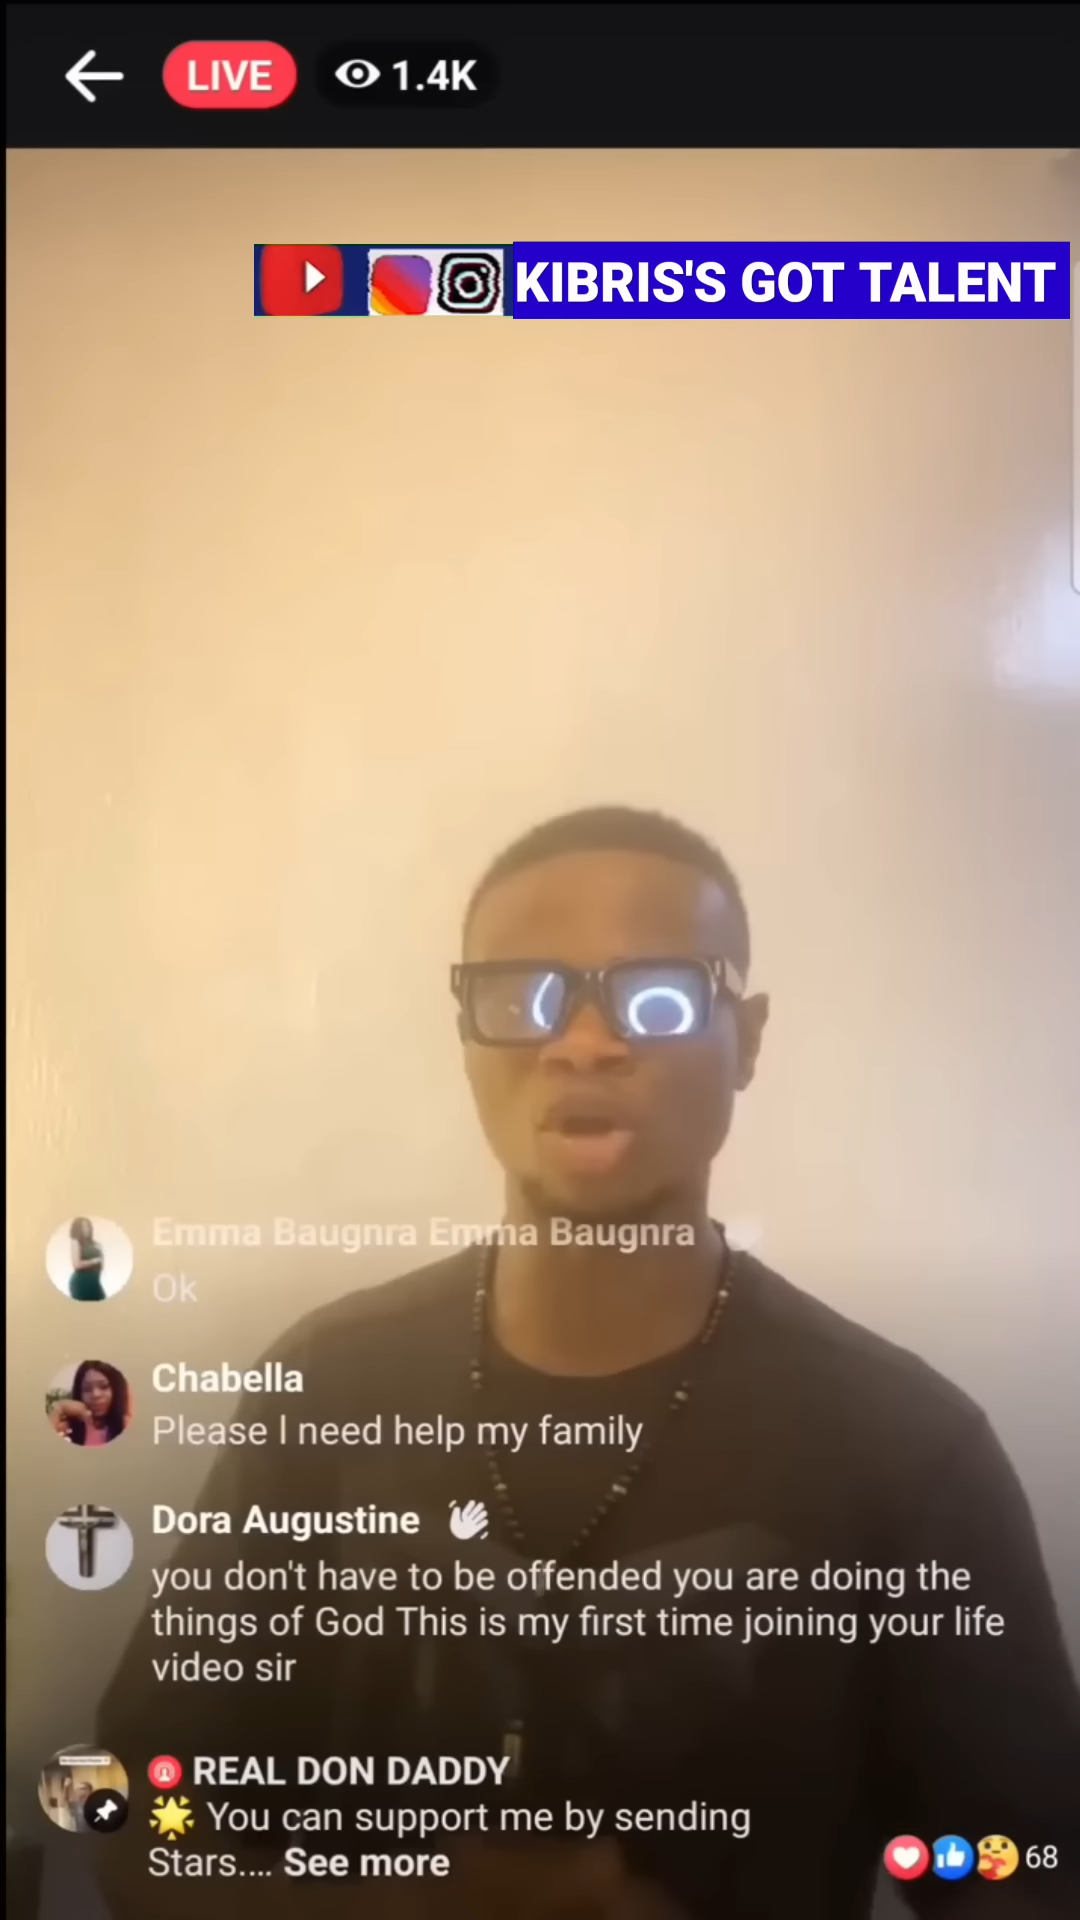 LIVE 1.4K
KIBRIS'S GOT TALENT
Emma Baugnra Emma Baugnra
Ok
Chabella
Please I need help my family
Dora Augustine 👋
you don't have to be offended you are doing the
things of God This is my first time joining your life
video sir
REAL DON DADDY
🌟 You can support me by sending
Stars.... See more
68